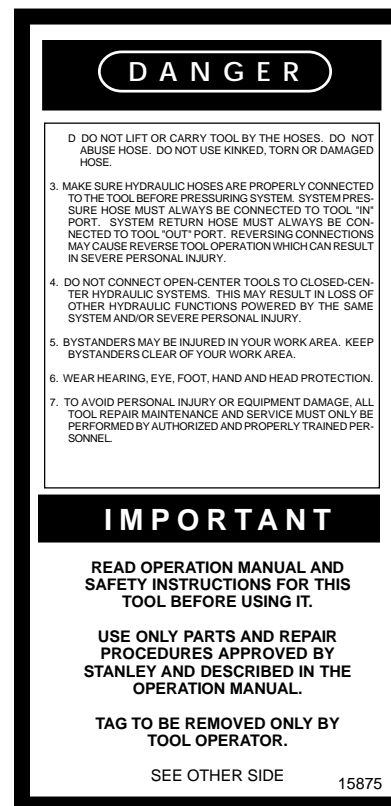 DANGER
D DO NOT LIFT OR CARRY TOOL BY THE HOSES. DO NOT
ABUSE HOSE. DO NOT USE KINKED, TORN OR DAMAGED
HOSE.
3. MAKE SURE HYDRAULIC HOSES ARE PROPERLY CONNECTED
TO THE TOOL BEFORE PRESSURING SYSTEM. SYSTEM PRES-
SURE HOSE MUST ALWAYS BE CONNECTED TO TOOL "IN"
PORT. SYSTEM RETURN HOSE MUST ALWAYS BE CON-
NECTED TO TOOL "OUT" PORT. REVERSING CONNECTIONS
MAY CAUSE REVERSE TOOL OPERATION WHICH CAN RESULT
IN SEVERE PERSONAL INJURY.
4. DO NOT CONNECT OPEN-CENTER TOOLS TO CLOSED-CEN-
TER HYDRAULIC SYSTEMS. THIS MAY RESULT IN LOSS OF
OTHER HYDRAULIC FUNCTIONS POWERED BY THE SAME
SYSTEM AND/OR SEVERE PERSONAL INJURY.
5. BYSTANDERS MAY BE INJURED IN YOUR WORK AREA. KEEP
BYSTANDERS CLEAR OF YOUR WORK AREA.
6. WEAR HEARING, EYE, FOOT, HAND AND HEAD PROTECTION.
7. TO AVOID PERSONAL INJURY OR EQUIPMENT DAMAGE, ALL
TOOL REPAIR MAINTENANCE AND SERVICE MUST ONLY BE
PERFORMED BY AUTHORIZED AND PROPERLY TRAINED PER-
SONNEL.
IMPORTANT
READ OPERATION MANUAL AND
SAFETY INSTRUCTIONS FOR THIS
TOOL BEFORE USING IT.
USE ONLY PARTS AND REPAIR
PROCEDURES APPROVED BY
STANLEY AND DESCRIBED IN THE
OPERATION MANUAL.
TAG TO BE REMOVED ONLY BY
TOOL OPERATOR.
SEE OTHER SIDE
15875